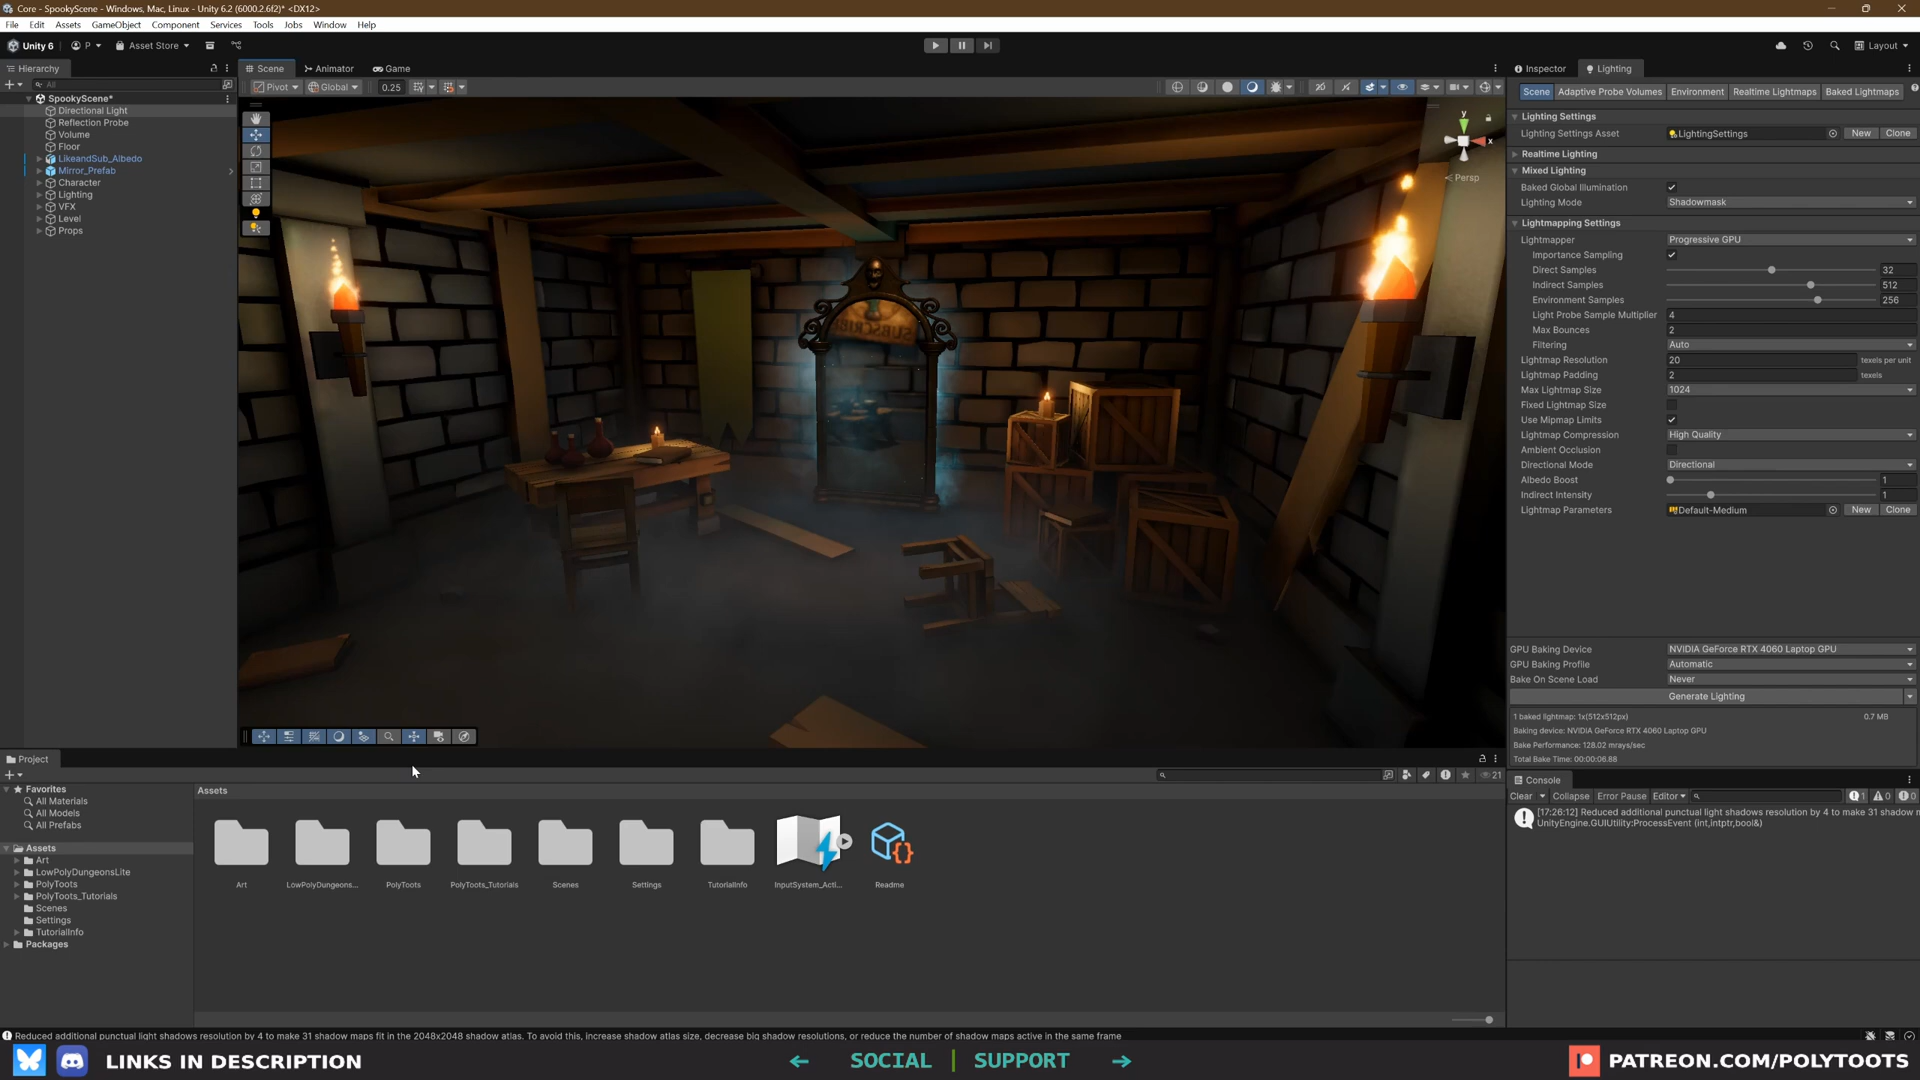 Core - SpookyScene - Windows, Mac, Linux - Unity 6.2 (6000.2.6f2)* <DX12>
File Edit Assets GameObject Component Services Tools Jobs Window Help
Unity 6 P Asset Store Layout
Hierarchy
All
SpookyScene*
Directional Light
Reflection Probe
Volume
Floor
LikeandSub_Albedo
Mirror_Prefab
Character
Lighting
VFX
Level
Props
Scene Animator Game
Pivot Global 0.25
y
x
Persp
SUBSCRIBE
Inspector Lighting
Scene Adaptive Probe Volumes Environment Realtime Lightmaps Baked Lightmaps
Lighting Settings
Lighting Settings Asset LightingSettings New Clone
Realtime Lighting
Mixed Lighting
Baked Global Illumination
Lighting Mode Shadowmask
Lightmapping Settings
Lightmapper Progressive GPU
Importance Sampling
Direct Samples 32
Indirect Samples 512
Environment Samples 256
Light Probe Sample Multiplier 4
Max Bounces 2
Filtering Auto
Lightmap Resolution 20 texels per unit
Lightmap Padding 2 texels
Max Lightmap Size 1024
Fixed Lightmap Size
Use Mipmap Limits
Lightmap Compression High Quality
Ambient Occlusion
Directional Mode Directional
Albedo Boost 1
Indirect Intensity 1
Lightmap Parameters Default-Medium New Clone
GPU Baking Device NVIDIA GeForce RTX 4060 Laptop GPU
GPU Baking Profile Automatic
Bake On Scene Load Never
Generate Lighting
1 baked lightmap: 1x(512x512px) 0.7 MB
Baking device: NVIDIA GeForce RTX 4060 Laptop GPU
Bake Performance: 128.02 mrays/sec
Total Bake Time: 00:00:06.88
Console
Clear Collapse Error Pause Editor 1 0 0
[17:26:12] Reduced additional punctual light shadows resolution by 4 to make 31 shadow m
UnityEngine.GUIUtility:ProcessEvent (int,intptr,bool&)
Project
21
Favorites
All Materials
All Models
All Prefabs
Assets
Art
LowPolyDungeonsLite
PolyToots
PolyToots_Tutorials
Scenes
Settings
TutorialInfo
Packages
Assets
Art LowPolyDungeons... PolyToots PolyToots_Tutorials Scenes Settings TutorialInfo InputSystem_Acti... Readme
Reduced additional punctual light shadows resolution by 4 to make 31 shadow maps fit in the 2048x2048 shadow atlas. To avoid this, increase shadow atlas size, decrease big shadow resolutions, or reduce the number of shadow maps active in the same frame
LINKS IN DESCRIPTION
← SOCIAL | SUPPORT →
PATREON.COM/POLYTOOTS